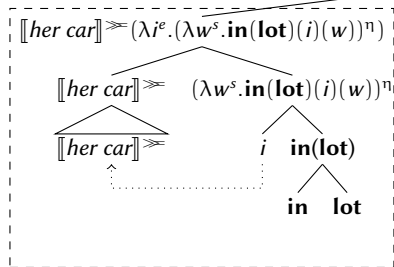 ⟦her car⟧^≫= (λi^e.(λw^s.in(lot)(i)(w))^η)
⟦her car⟧^≫= (λw^s.in(lot)(i)(w))^η
⟦her car⟧^≫= i in(lot)
in lot